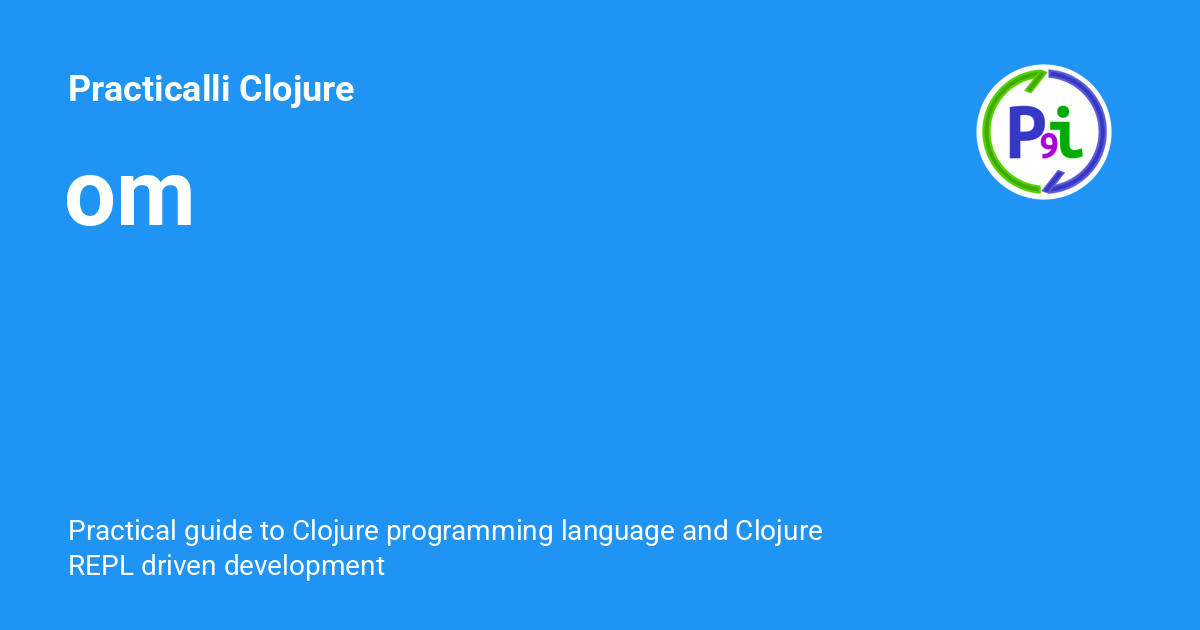 Practicalli Clojure
om
P9i
Practical guide to Clojure programming language and Clojure
REPL driven development